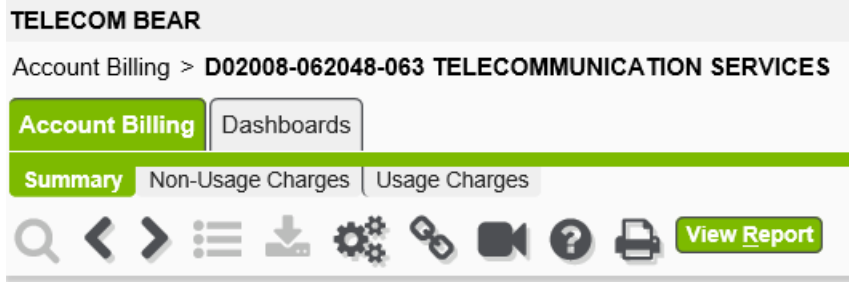 TELECOM BEAR
Account Billing > D02008-062048-063 TELECOMMUNICATION SERVICES
Account Billing Dashboards
Summary Non-Usage Charges Usage Charges
? View Report